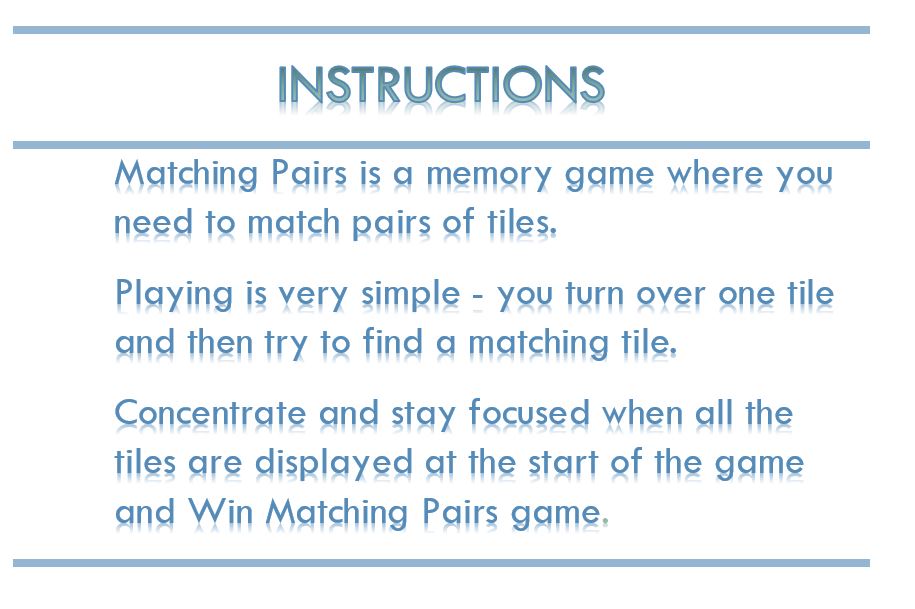 INSTRUCTIONS
Matching Pairs is a memory game where you
need to match pairs of tiles.
Playing is very simple - you turn over one tile
and then try to find a matching tile.
Concentrate and stay focused when all the
tiles are displayed at the start of the game
and Win Matching Pairs game.